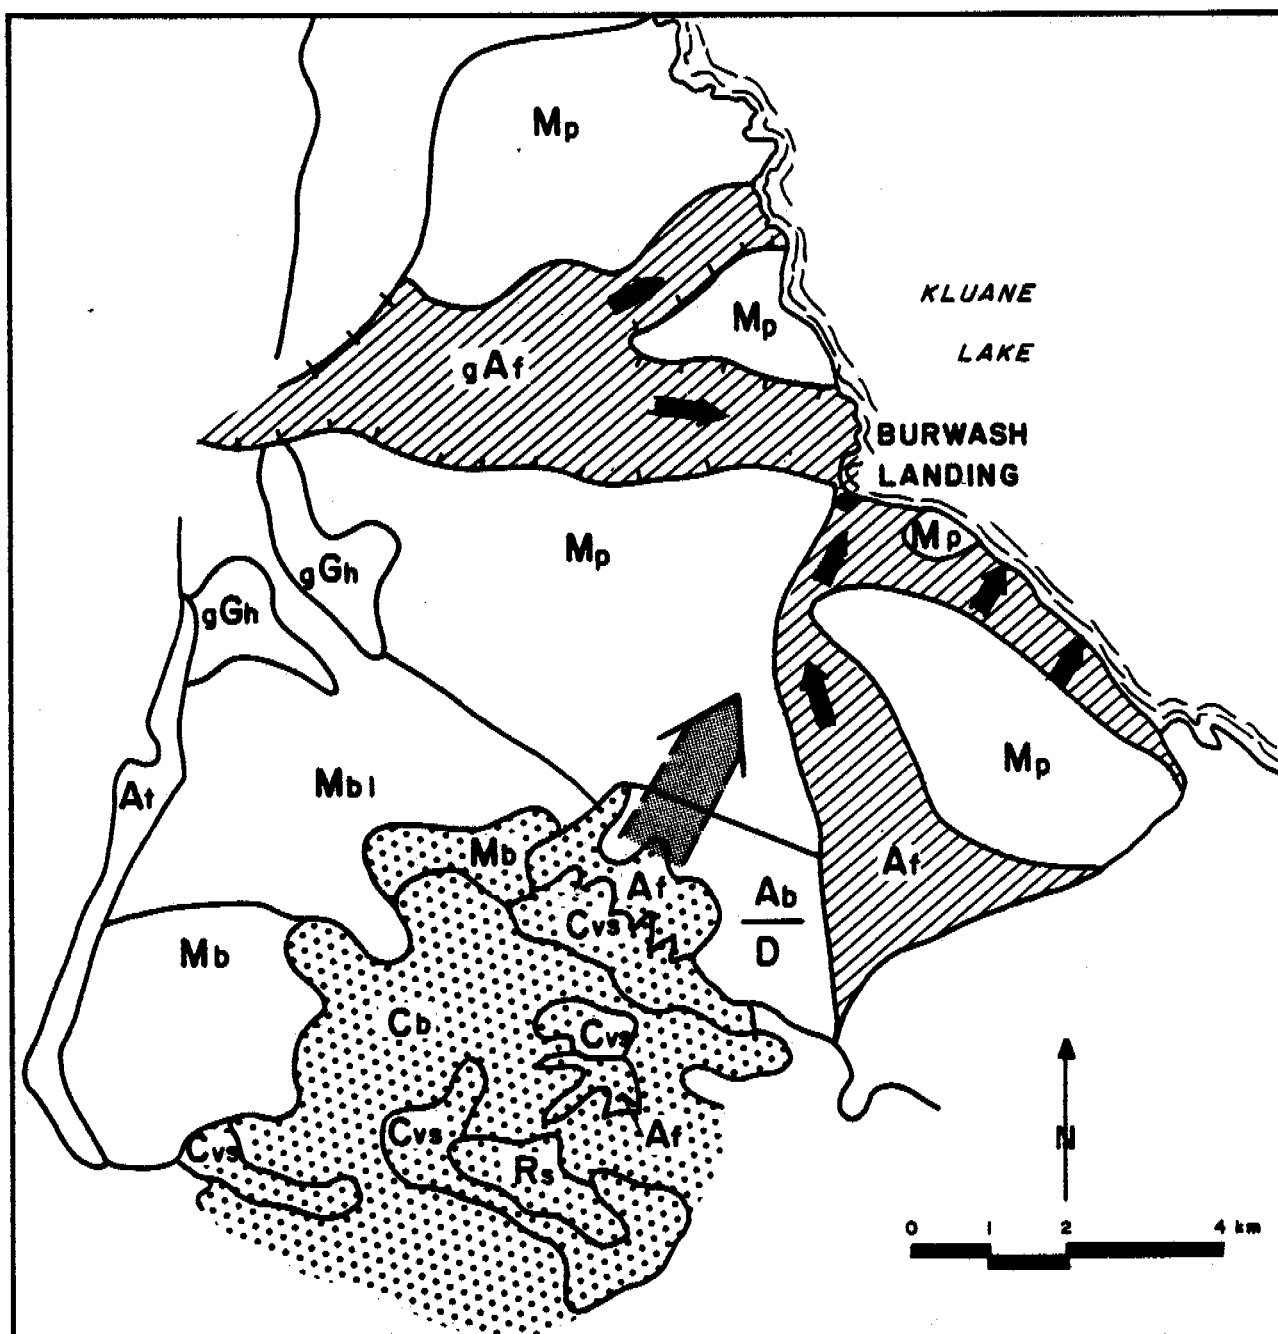 Mp
KLUANE
Mp
LAKE
gAf
BURWASH
LANDING
Mp
Mp
gGh
gGh
Mp
At
Mbl
Mb
Af
Af
Ab
D
Cvs
Mb
Cb
Cvs
Cvs
Af
N
Cvs
Rs
0 1 2 4 km